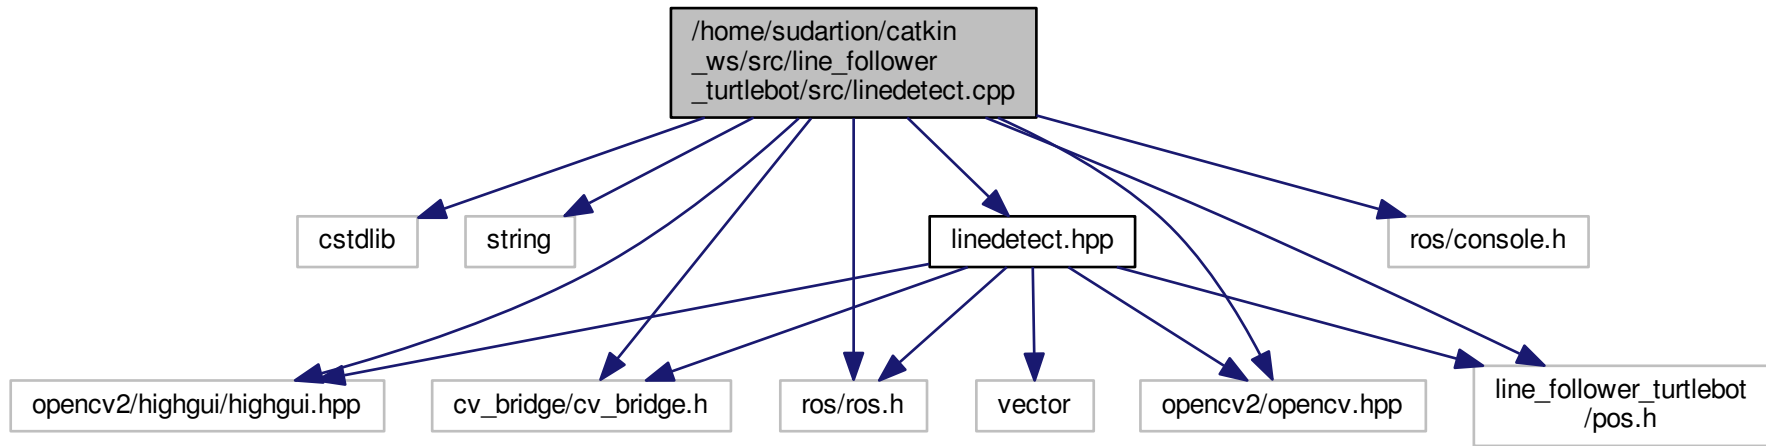 /home/sudartion/catkin
_ws/src/line_follower
_turtlebot/src/linedetect.cpp
cstdlib
string
linedetect.hpp
ros/console.h
opencv2/highgui/highgui.hpp
cv_bridge/cv_bridge.h
ros/ros.h
vector
opencv2/opencv.hpp
line_follower_turtlebot
/pos.h